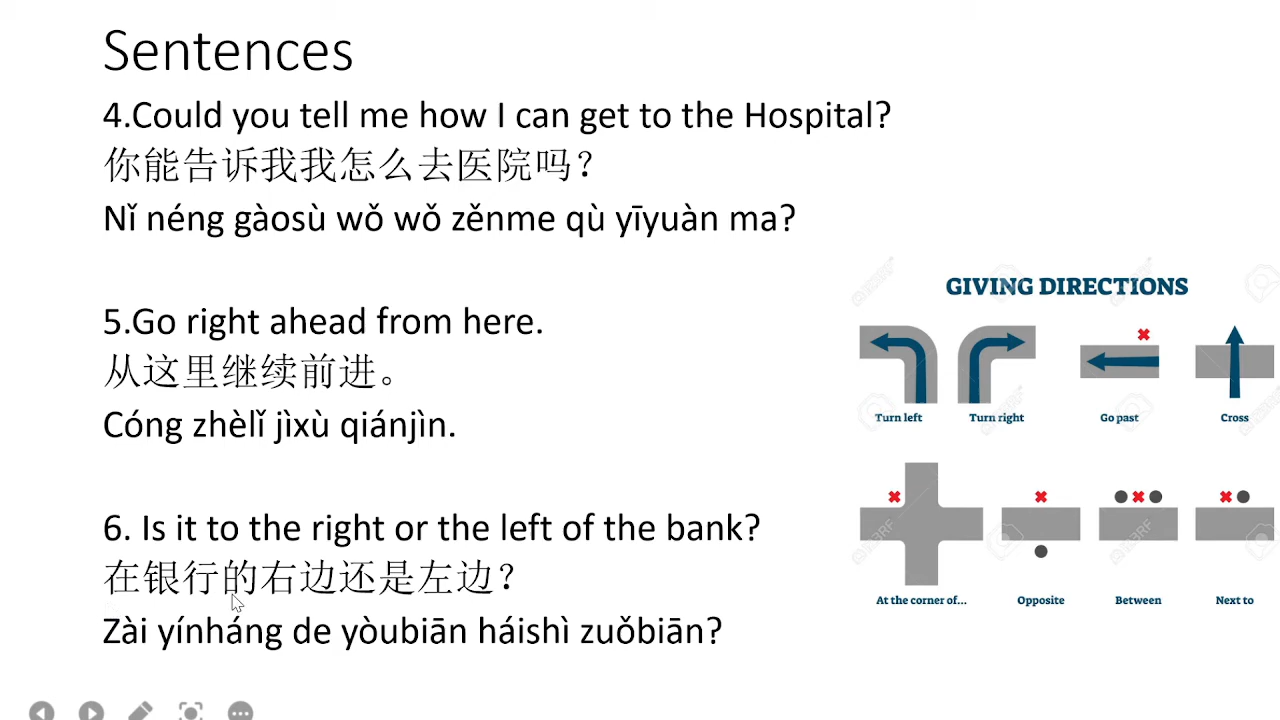 Sentences
4.Could you tell me how I can get to the Hospital?
你能告诉我我怎么去医院吗？
Nǐ néng gàosù wǒ wǒ zěnme qù yīyuàn ma?
5.Go right ahead from here.
从这里继续前进。
Cóng zhèlǐ jìxù qiánjìn.
6. Is it to the right or the left of the bank?
在银行的右边还是左边？
Zài yínháng de yòubiān háishì zuǒbiān?
GIVING DIRECTIONS
Turn left
Turn right
Go past
Cross
At the corner of...
Opposite
Between
Next to